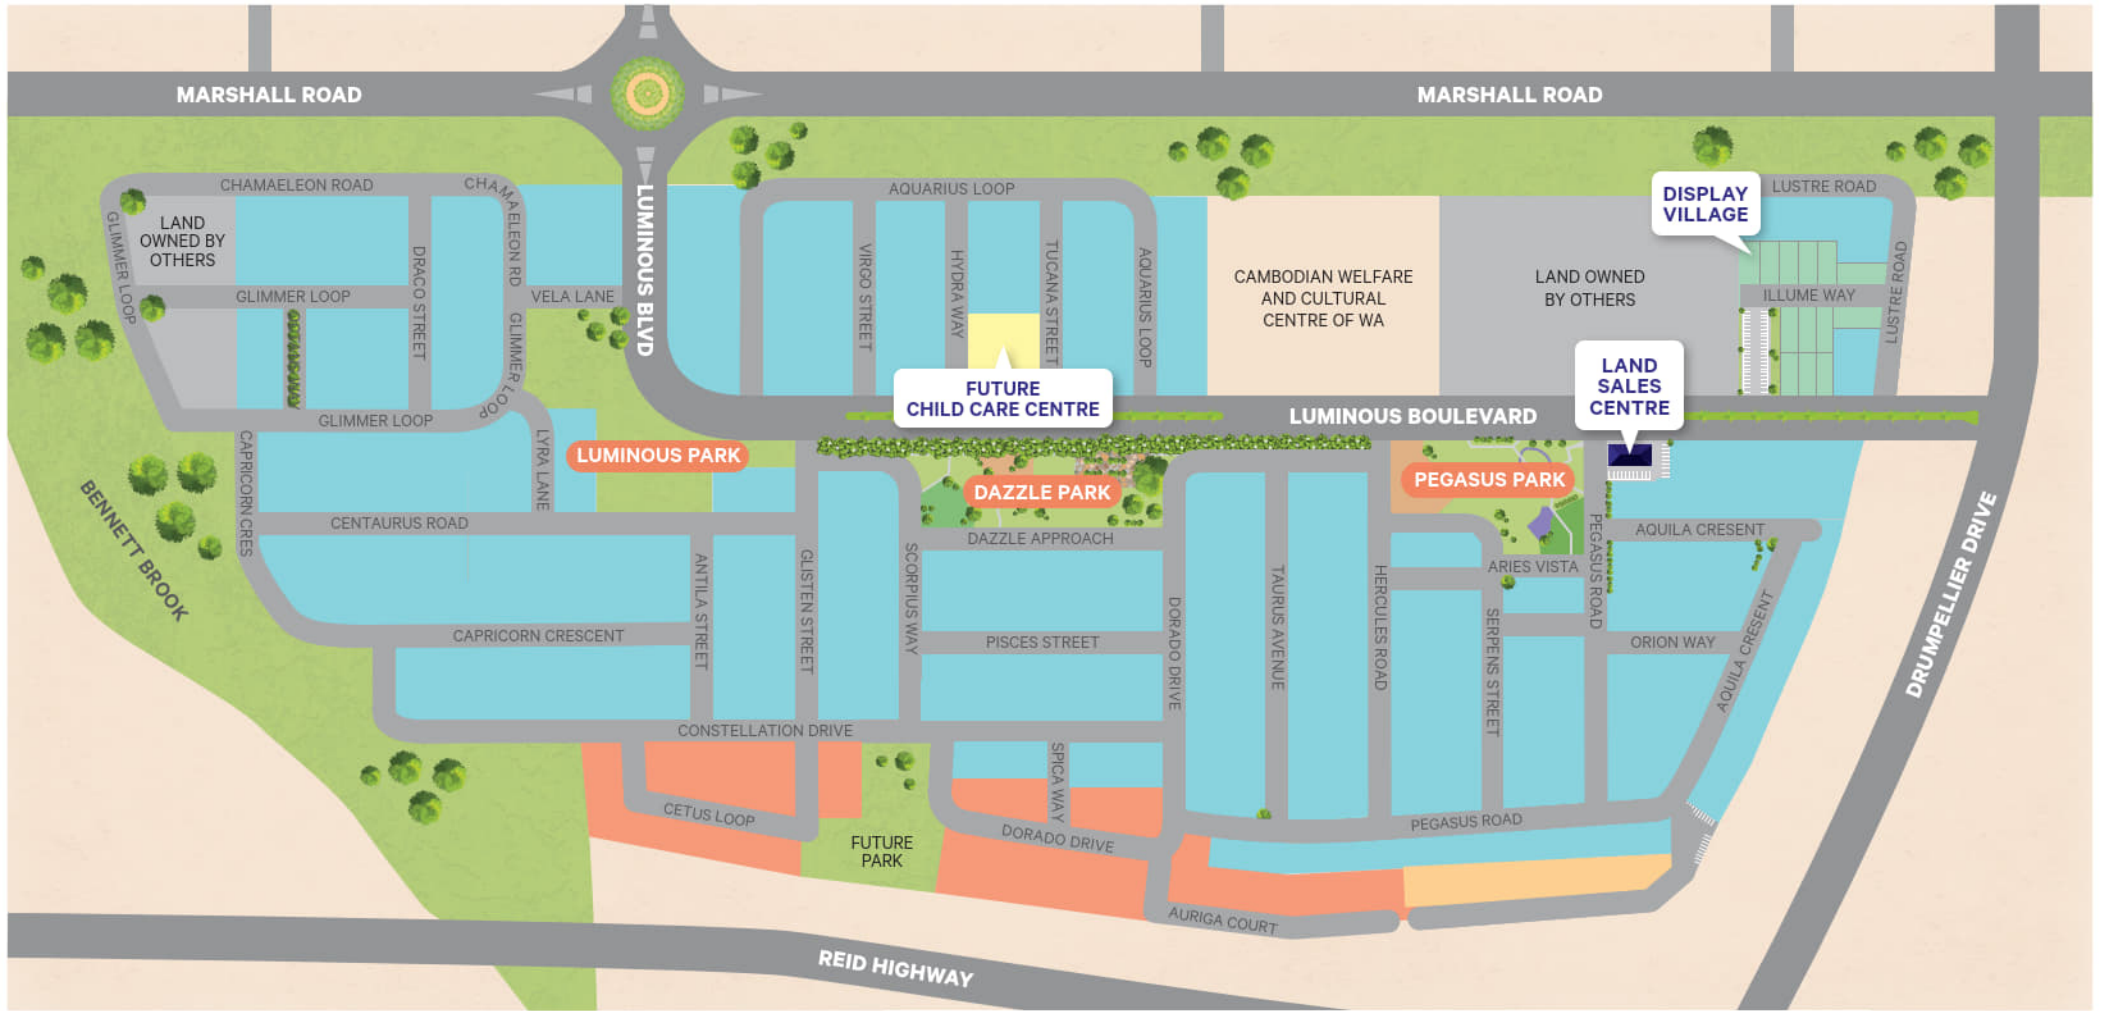 MARSHALL ROAD
MARSHALL ROAD
CHAMAELEON ROAD
CHAMAELEON RD
AQUARIUS LOOP
LUSTRE ROAD
DISPLAY
VILLAGE
GLIMMER LOOP
LAND
OWNED BY
OTHERS
DRACO STREET
LUMINOUS BLVD
VIRGO STREET
HYDRA WAY
TUCANA STREET
AQUARIUS LOOP
CAMBODIAN WELFARE
AND CULTURAL
CENTRE OF WA
LAND OWNED
BY OTHERS
LUSTRE ROAD
GLIMMER LOOP
VELA LANE
ILLUME WAY
GLIMMER LOOP
FUTURE
CHILD CARE CENTRE
LAND
SALES
CENTRE
GLIMMER LOOP
LUMINOUS BOULEVARD
CAPRICORN CRES
LYRA LANE
LUMINOUS PARK
DAZZLE PARK
PEGASUS PARK
BENNETT BROOK
CENTAURUS ROAD
DAZZLE APPROACH
AQUILA CRESENT
ANTILA STREET
GLISTEN STREET
SCORPIUS WAY
DORADO DRIVE
TAURUS AVENUE
HERCULES ROAD
ARIES VISTA
SERPENS STREET
PEGASUS ROAD
DRUMPELLIER DRIVE
CAPRICORN CRESCENT
PISCES STREET
ORION WAY
AQUILA CRESENT
CONSTELLATION DRIVE
SPICA WAY
CETUS LOOP
DORADO DRIVE
PEGASUS ROAD
FUTURE
PARK
AURIGA COURT
REID HIGHWAY